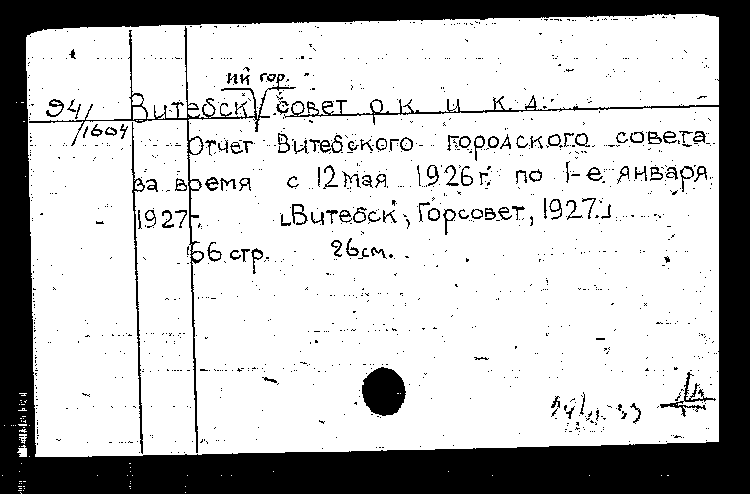 ий гор.
94/1604 Витебск совет р. к. и к. д.
Отчет Витебского городского совета
за время с 12 мая 1926 г. по 1-е января
1927 г. [Витебск, Горсовет, 1927.]
66 стр. 26 см.